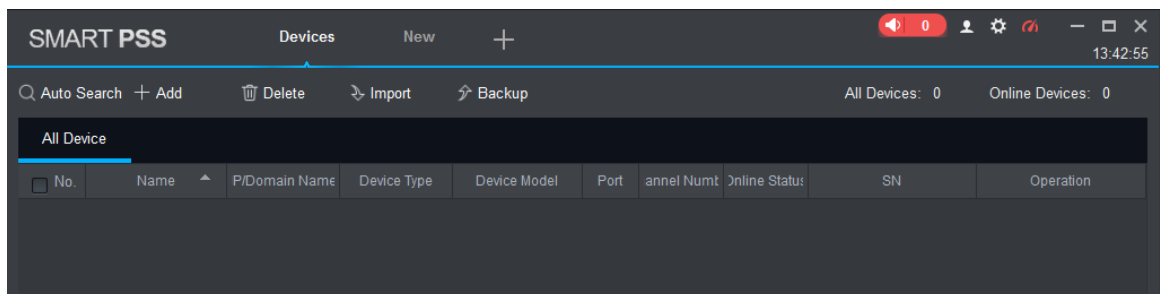 SMART PSS Devices New 0
13:42:55
Auto Search Add Delete Import Backup All Devices: 0 Online Devices: 0
All Device
No. Name P/Domain Name Device Type Device Model Port annel Numb Online Status SN Operation